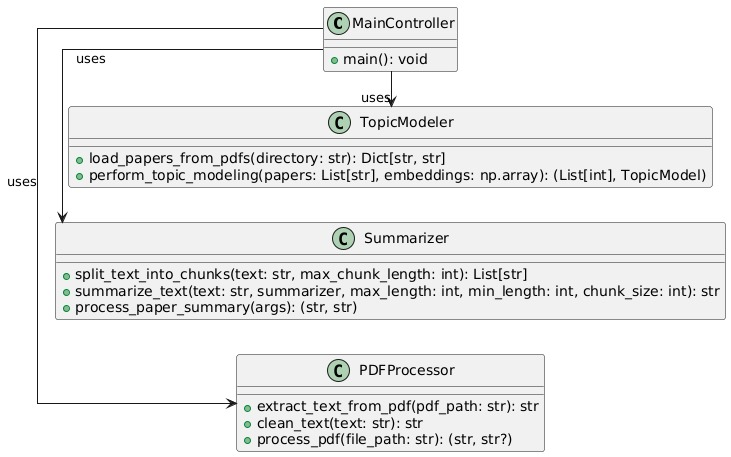 C MainController
main(): void
uses
uses
C TopicModeler
load_papers_from_pdfs(directory: str): Dict[str, str]
perform_topic_modeling(papers: List[str], embeddings: np.array): (List[int], TopicModel)
uses
C Summarizer
split_text_into_chunks(text: str, max_chunk_length: int): List[str]
summarize_text(text: str, summarizer, max_length: int, min_length: int, chunk_size: int): str
process_paper_summary(args): (str, str)
C PDFProcessor
extract_text_from_pdf(pdf_path: str): str
clean_text(text: str): str
process_pdf(file_path: str): (str, str?)